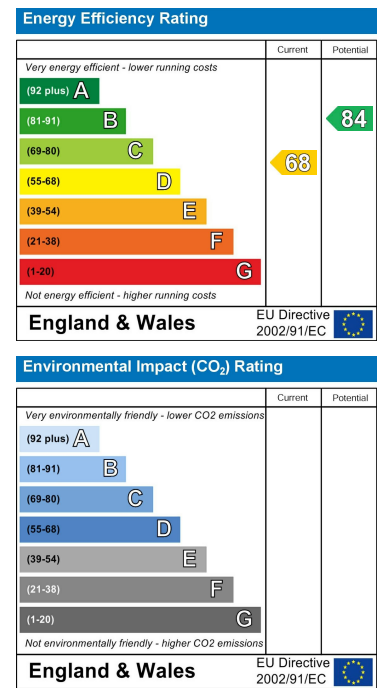 Energy Efficiency Rating
Current Potential
Very energy efficient - lower running costs
(92 plus) A
(81-91) B
84
(69-80) C
68
(55-68) D
(39-54) E
(21-38) F
(1-20) G
Not energy efficient - higher running costs
England & Wales
EU Directive
2002/91/EC
Environmental Impact (CO₂) Rating
Current Potential
Very environmentally friendly - lower CO2 emissions
(92 plus) A
(81-91) B
(69-80) C
(55-68) D
(39-54) E
(21-38) F
(1-20) G
Not environmentally friendly - higher CO2 emissions
England & Wales
EU Directive
2002/91/EC